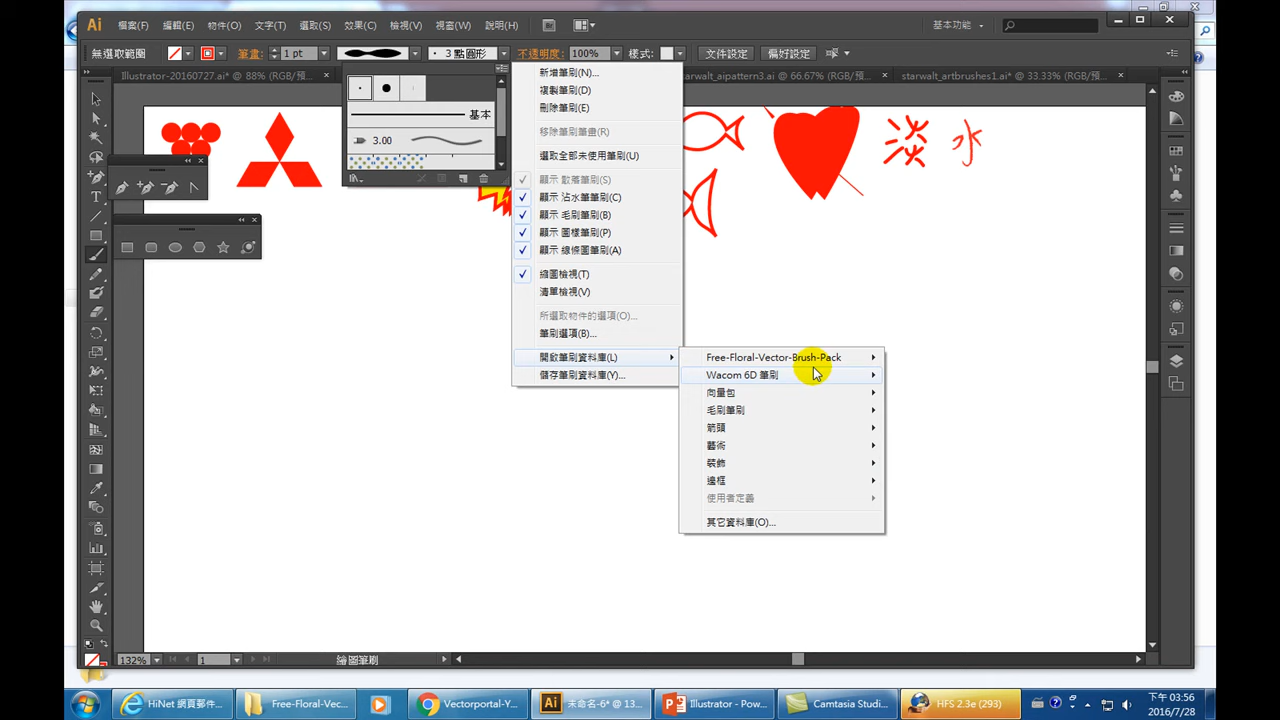 Ai 檔案(F) 編輯(E) 物件(O) 文字(T) 選取(S) 效果(C) 檢視(V) 視窗(W) 說明 Br 基本功能
無選取範圍 筆畫: 1 pt 3 點圓形 不透明度: 100% 樣式: 文件設定 偏好設定
Illustrator-20160727.ai* @ 88% (RGB/預 starwalt_aipattern3.ai @ 66.67% (RGB/預 starwalt_artbrushes1.ai* @ 33.33% (RGB/預
基本
3.00
淡水
新增筆刷(N)...
複製筆刷(D)
刪除筆刷(E)
移除筆刷筆畫(R)
選取全部未使用筆刷(U)
顯示 散落筆刷(S)
顯示 沾水筆筆刷(C)
顯示 毛刷筆刷(B)
顯示 圖樣筆刷(P)
顯示 線條圖筆刷(A)
縮圖檢視(T)
清單檢視(V)
所選取物件的選項(O)...
筆刷選項(B)...
開啟筆刷資料庫(L)
儲存筆刷資料庫(Y)...
Free-Floral-Vector-Brush-Pack
Wacom 6D 筆刷
向量包
毛刷筆刷
箭頭
藝術
裝飾
邊框
使用者定義
其它資料庫(O)...
132% 1 繪圖筆刷
HiNet 網頁郵件... Free-Floral-Vec... Vectorportal-Y... 未命名-6* @ 13... Illustrator - Pow... Camtasia Studi... HFS 2.3e (293) 下午 03:56
2016/7/28